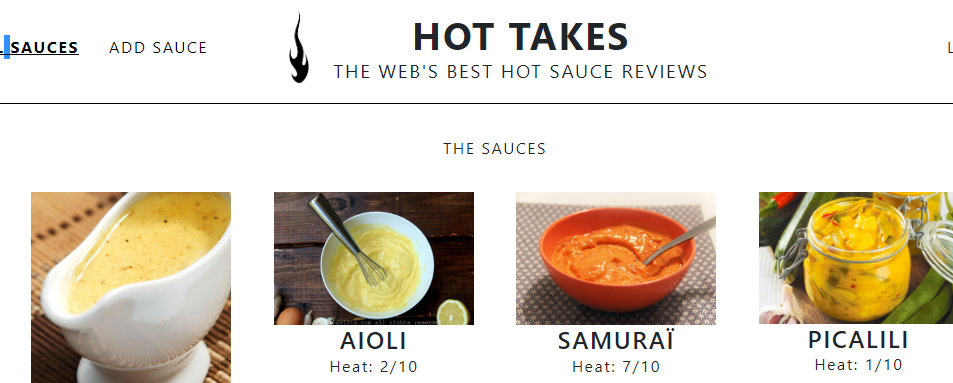 SAUCES
ADD SAUCE
HOT TAKES
THE WEB'S BEST HOT SAUCE REVIEWS
THE SAUCES
AIOLI
Heat: 2/10
SAMURAÏ
Heat: 7/10
PICALILI
Heat: 1/10